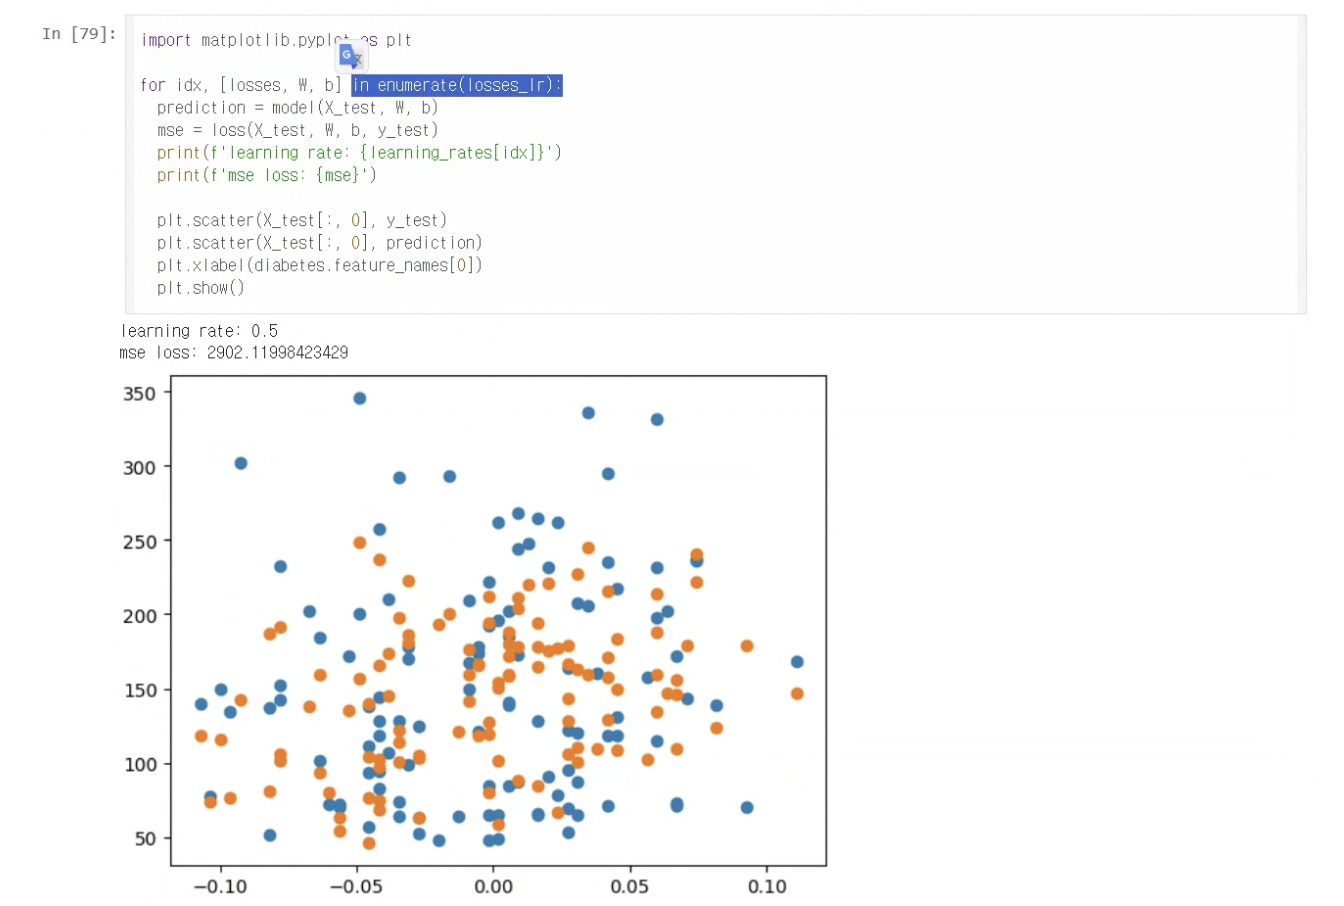 In [79]:
import matplotlib.pyplot as plt
for idx, [losses, W, b] in enumerate(losses_lr):
prediction = model(X_test, W, b)
mse = loss(X_test, W, b, y_test)
print(f'learning rate: {learning_rates[idx]}')
print(f'mse loss: {mse}')
plt.scatter(X_test[:, 0], y_test)
plt.scatter(X_test[:, 0], prediction)
plt.xlabel(diabetes.feature_names[0])
plt.show()
learning rate: 0.5
mse loss: 2902.11998423429
350
300
250
200
150
100
50
−0.10 −0.05 0.00 0.05 0.10